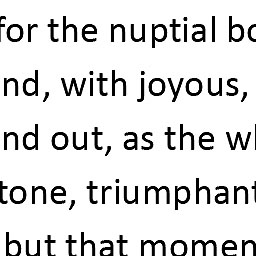 for the nuptial bo
nd, with joyous,
nd out, as the wh
tone, triumphant
but that momen